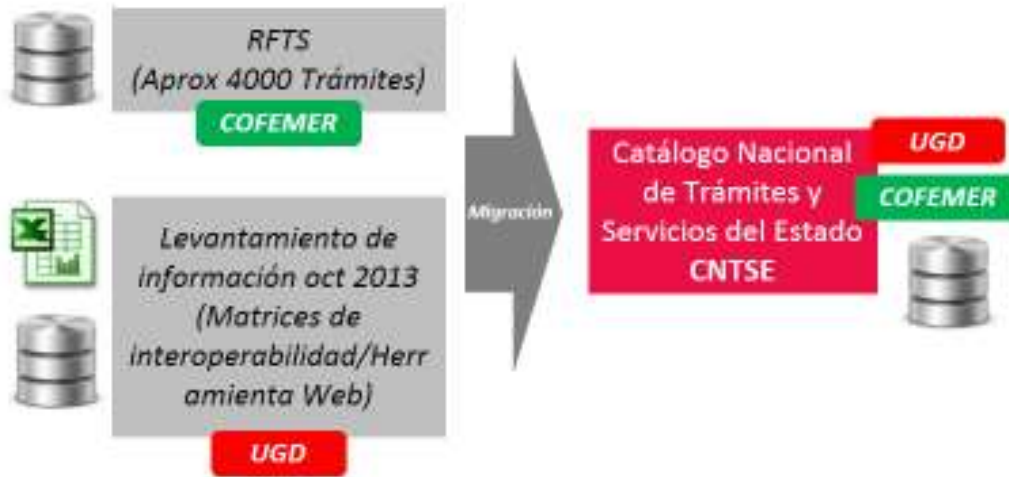 RFTS
(Aprox 4000 Trámites)
COFEMER
Levantamiento de
información oct 2013
(Matrices de
interoperabilidad/Herr
amienta Web)
UGD
Migración
Catálogo Nacional
de Trámites y
Servicios del Estado
CNTSE
UGD
COFEMER